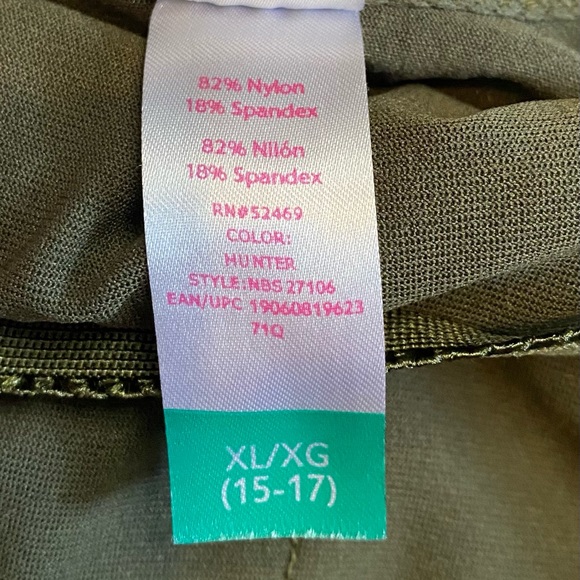 82% Nylon
18% Spandex
82% Nilón
18% Spandex
RN#52469
COLOR:
HUNTER
STYLE:NBS 27106
EAN/UPC 19060819623
71Q
XL/XG
(15-17)